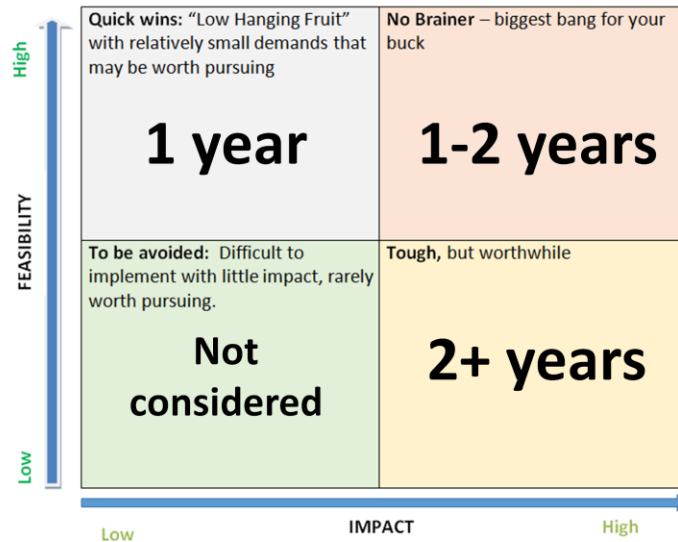 High
FEASIBILITY
Low
Quick wins: “Low Hanging Fruit”
with relatively small demands that
may be worth pursuing
1 year
No Brainer – biggest bang for your
buck
1-2 years
To be avoided:  Difficult to
implement with little impact, rarely
worth pursuing.
Not
considered
Tough, but worthwhile
2+ years
Low
IMPACT
High